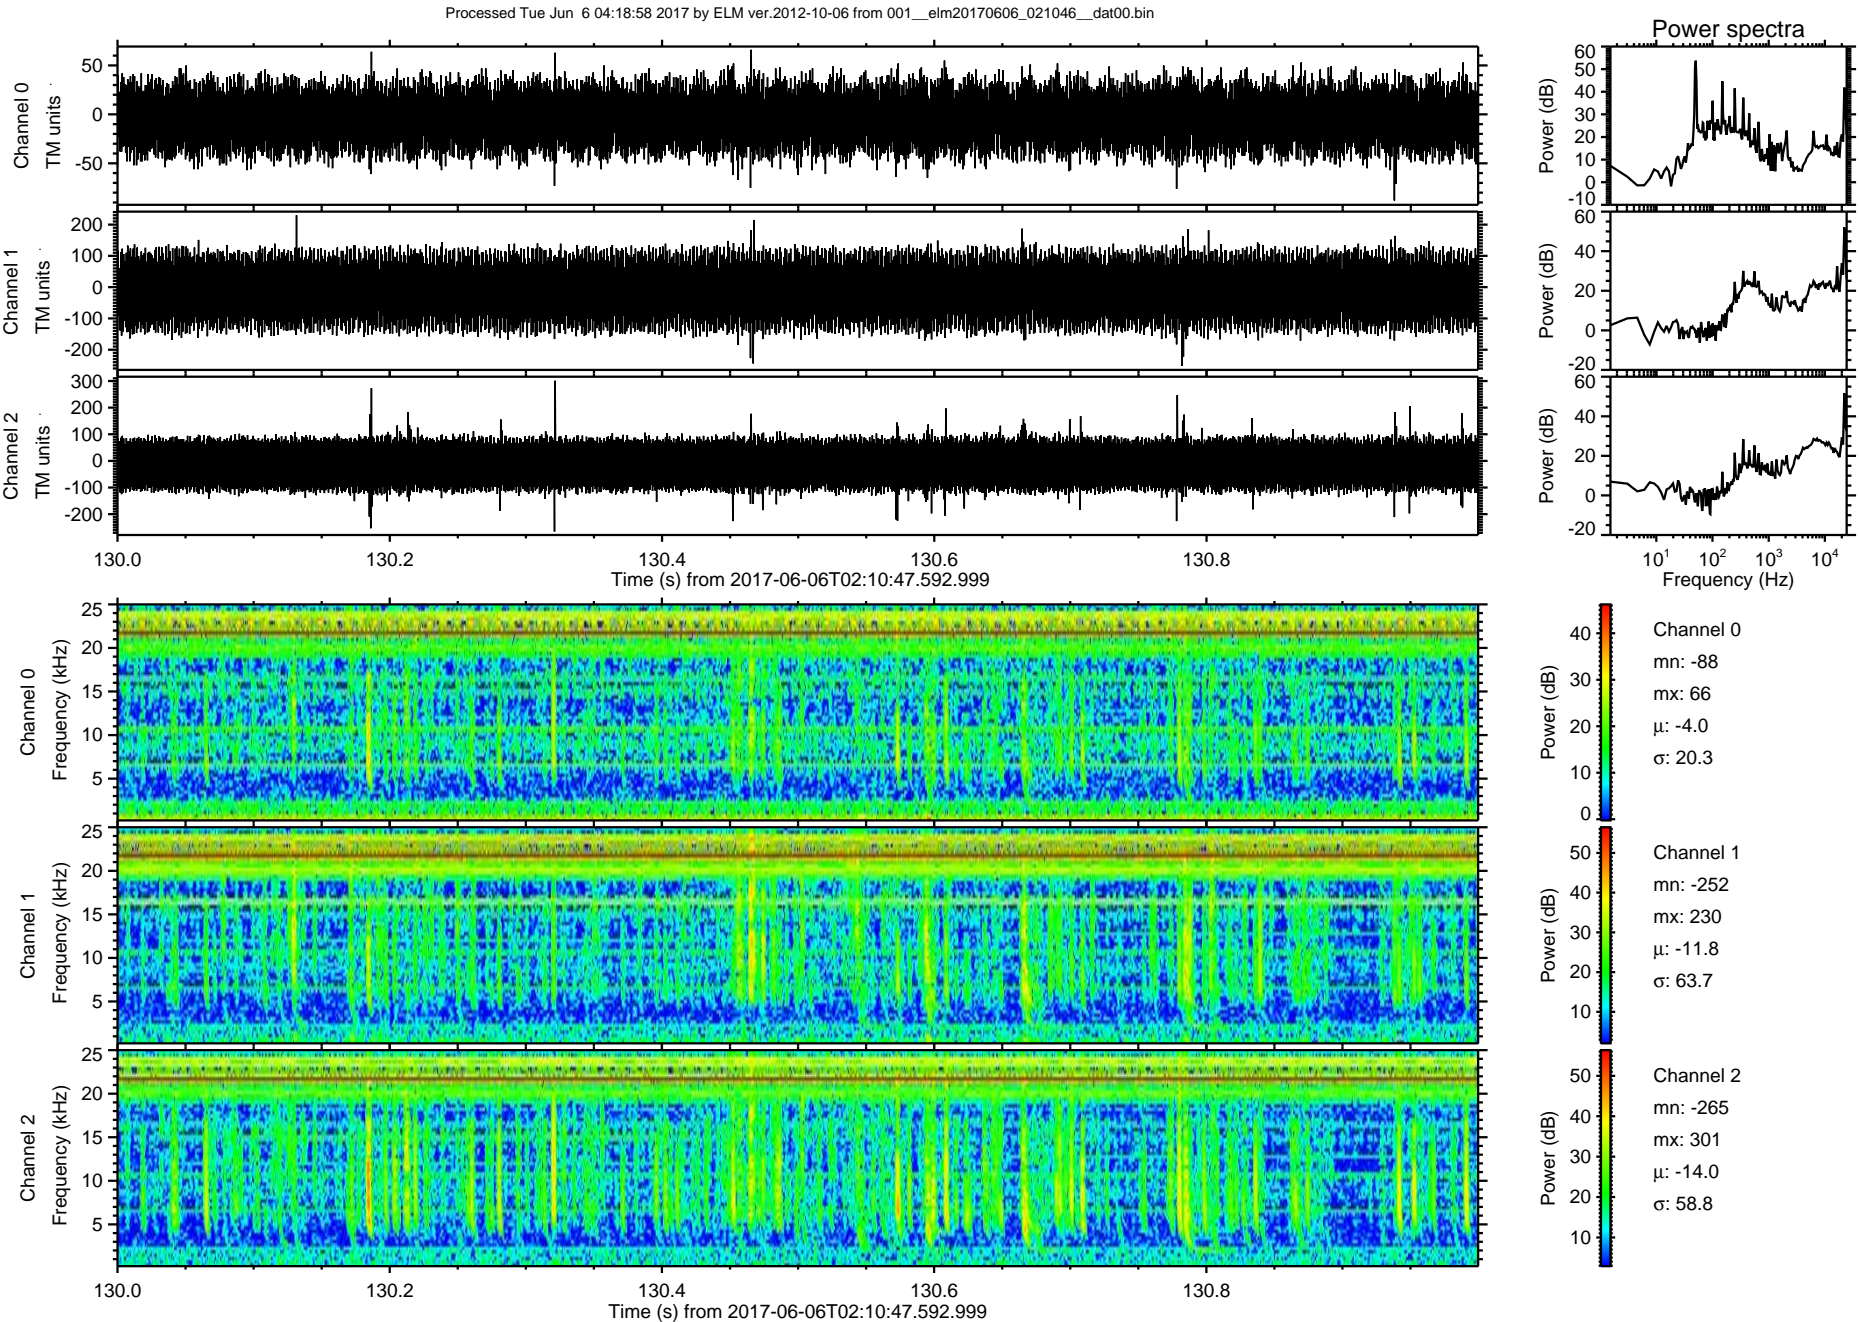 Processed Tue Jun  6 04:18:58 2017 by ELM ver.2012-10-06 from 001__elm20170606_021046__dat00.bin
Power spectra
Channel 0
TM units
50
0
-50
Power (dB)
60
50
40
30
20
10
0
-10
Channel 1
TM units
200
100
0
-100
-200
Power (dB)
60
40
20
0
-20
Channel 2
TM units
300
200
100
0
-100
-200
Power (dB)
60
40
20
0
-20
130.0 130.2 130.4 130.6 130.8
Time (s) from 2017-06-06T02:10:47.592.999
10¹ 10² 10³ 10⁴
Frequency (Hz)
Channel 0
Frequency (kHz)
25
20
15
10
5
Power (dB)
40
30
20
10
0
Channel 0
mn: -88
mx: 66
µ: -4.0
σ: 20.3
Channel 1
Frequency (kHz)
25
20
15
10
5
Power (dB)
50
40
30
20
10
Channel 1
mn: -252
mx: 230
µ: -11.8
σ: 63.7
Channel 2
Frequency (kHz)
25
20
15
10
5
Power (dB)
50
40
30
20
10
Channel 2
mn: -265
mx: 301
µ: -14.0
σ: 58.8
130.0 130.2 130.4 130.6 130.8
Time (s) from 2017-06-06T02:10:47.592.999